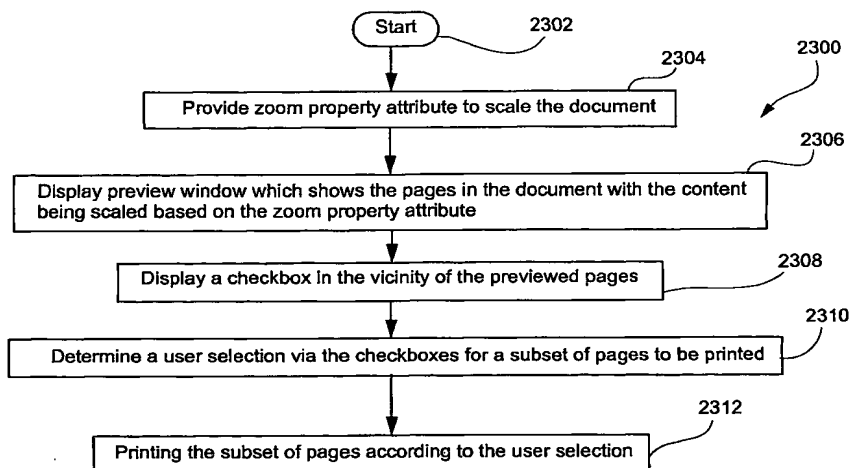 Start
2302
2300
2304
Provide zoom property attribute to scale the document
2306
Display preview window which shows the pages in the document with the content
being scaled based on the zoom property attribute
Display a checkbox in the vicinity of the previewed pages
2308
2310
Determine a user selection via the checkboxes for a subset of pages to be printed
2312
Printing the subset of pages according to the user selection